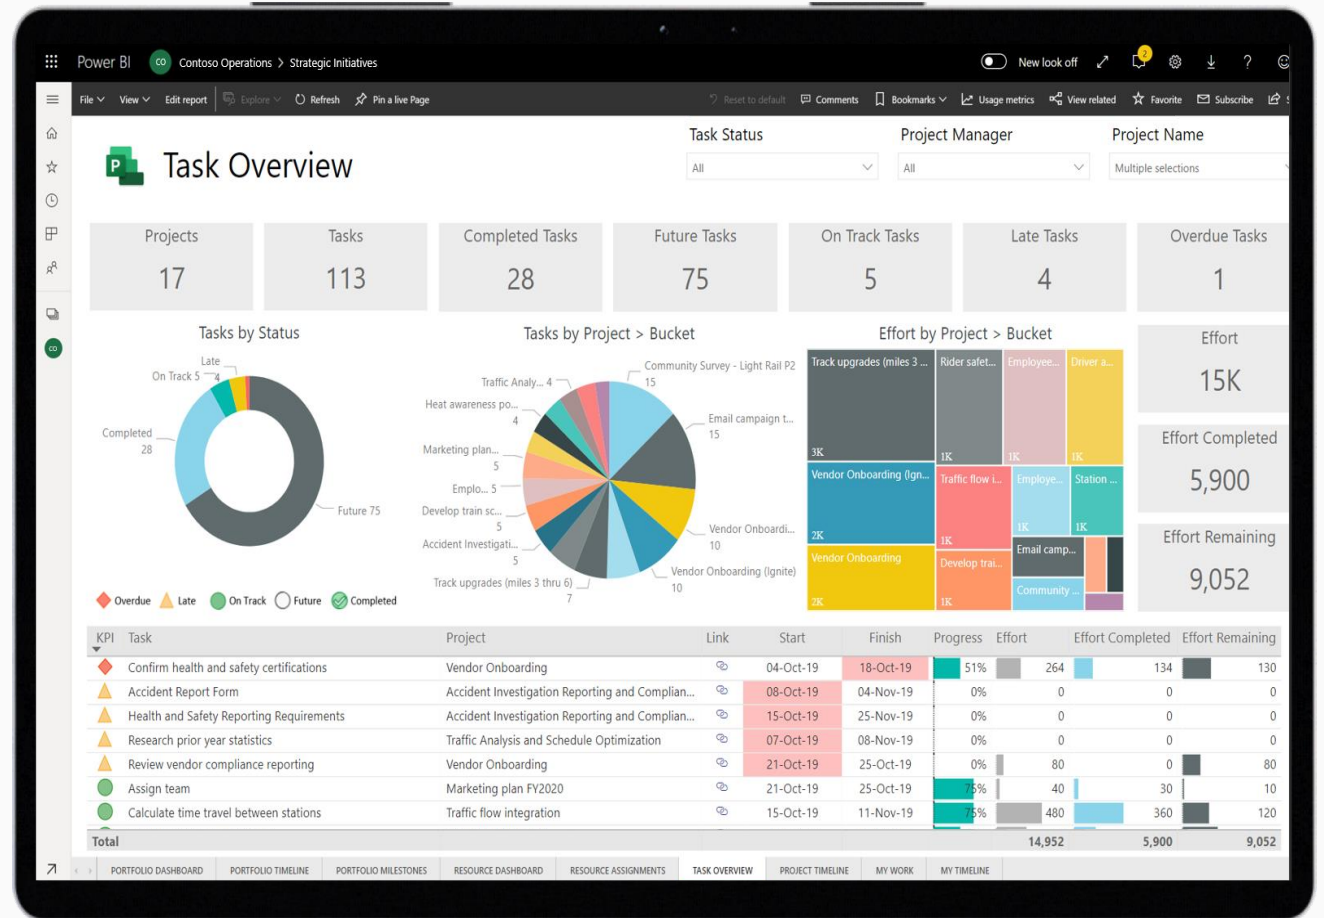 Power BI CO Contoso Operations > Strategic Initiatives New look off 2 ?
File View Edit report Explore Refresh Pin a live Page Reset to default Comments Bookmarks Usage metrics View related Favorite Subscribe
Task Status Project Manager Project Name
P Task Overview
All All Multiple selections
CO
Projects Tasks Completed Tasks Future Tasks On Track Tasks Late Tasks Overdue Tasks
17 113 28 75 5 4 1
Tasks by Status
Late
4
On Track 5
Completed
28
Future 75
Overdue Late On Track Future Completed
Tasks by Project > Bucket
Community Survey - Light Rail P2
15
Email campaign t...
15
Vendor Onboardi...
10
Vendor Onboarding (Ignite)
10
Track upgrades (miles 3 thru 6)
7
Accident Investigati...
5
Develop train sc...
5
Emplo... 5
Marketing plan...
5
Heat awareness po...
4
Traffic Analy... 4
Effort by Project > Bucket
Track upgrades (miles 3 ... Rider safet... Employee... Driver a...
3K 1K 1K 1K
Vendor Onboarding (Ign... Traffic flow i... Employe... Station ...
2K 1K 1K 1K
Vendor Onboarding Develop trai... Email camp...
Community ...
2K 1K
Effort
15K
Effort Completed
5,900
Effort Remaining
9,052
KPI Task Project Link Start Finish Progress Effort Effort Completed Effort Remaining
Confirm health and safety certifications Vendor Onboarding 04-Oct-19 18-Oct-19 51% 264 134 130
Accident Report Form Accident Investigation Reporting and Complian... 08-Oct-19 04-Nov-19 0% 0 0 0
Health and Safety Reporting Requirements Accident Investigation Reporting and Complian... 15-Oct-19 25-Nov-19 0% 0 0 0
Research prior year statistics Traffic Analysis and Schedule Optimization 07-Oct-19 08-Nov-19 0% 0 0 0
Review vendor compliance reporting Vendor Onboarding 21-Oct-19 25-Oct-19 0% 80 0 80
Assign team Marketing plan FY2020 21-Oct-19 25-Oct-19 75% 40 30 10
Calculate time travel between stations Traffic flow integration 15-Oct-19 11-Nov-19 75% 480 360 120
Total 14,952 5,900 9,052
PORTFOLIO DASHBOARD PORTFOLIO TIMELINE PORTFOLIO MILESTONES RESOURCE DASHBOARD RESOURCE ASSIGNMENTS TASK OVERVIEW PROJECT TIMELINE MY WORK MY TIMELINE